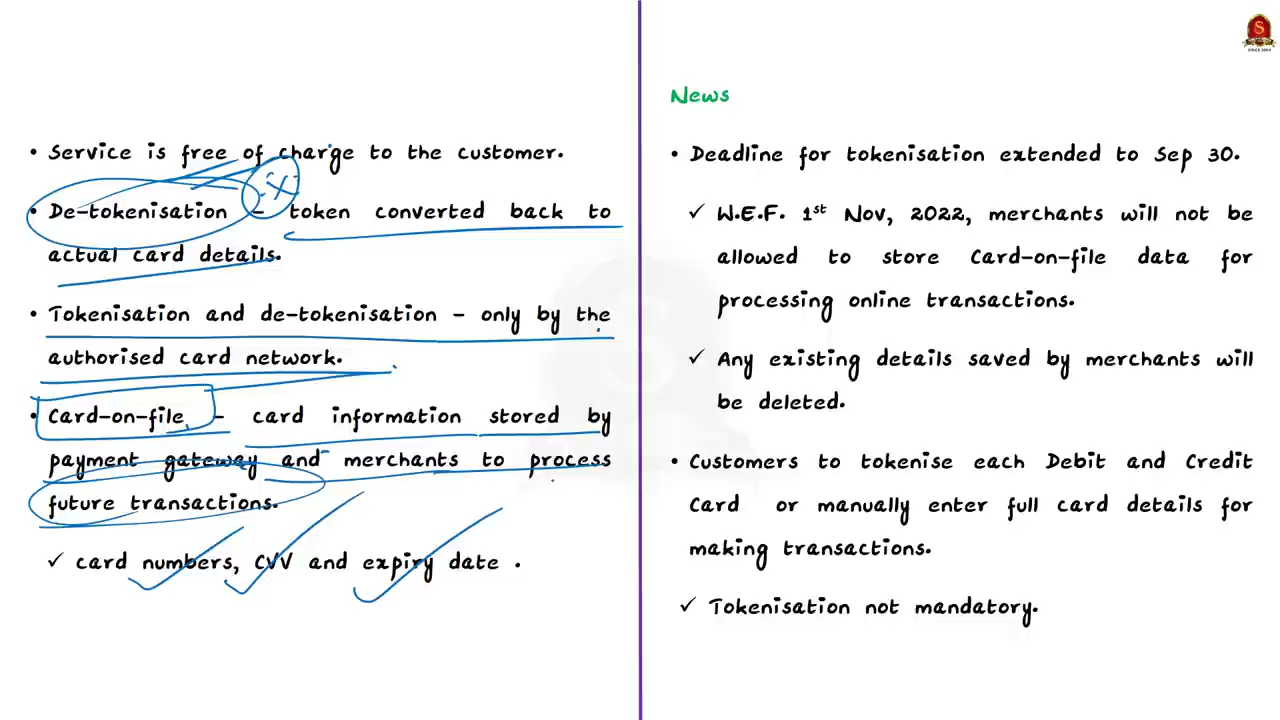 • Service is free of charge to the customer.
• De-tokenisation - token converted back to
actual card details.
• Tokenisation and de-tokenisation - only by the
authorised card network.
• Card-on-file - card information stored by
payment gateway and merchants to process
future transactions.
✓ card numbers, CVV and expiry date .
News
• Deadline for tokenisation extended to Sep 30.
✓ W.E.F. 1st Nov, 2022, merchants will not be
allowed to store Card-on-file data for
processing online transactions.
✓ Any existing details saved by merchants will
be deleted.
• Customers to tokenise each Debit and Credit
Card or manually enter full card details for
making transactions.
✓ Tokenisation not mandatory.
S
SINCE 2004